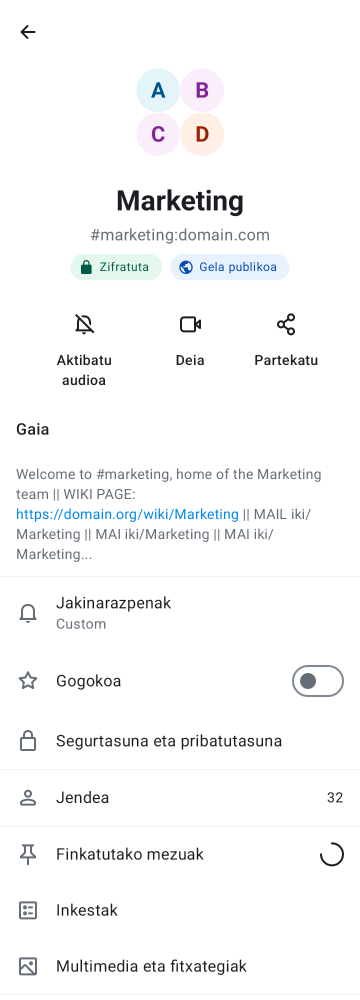 A B
C D
Marketing
#marketing:domain.com
Zifratuta Gela publikoa
Aktibatu audioa Deia Partekatu
Gaia
Welcome to #marketing, home of the Marketing
team || WIKI PAGE:
https://domain.org/wiki/Marketing || MAIL iki/
Marketing || MAI iki/Marketing || MAI iki/
Marketing...
Jakinarazpenak
Custom
Gogokoa
Segurtasuna eta pribatutasuna
Jendea 32
Finkatutako mezuak
Inkestak
Multimedia eta fitxategiak